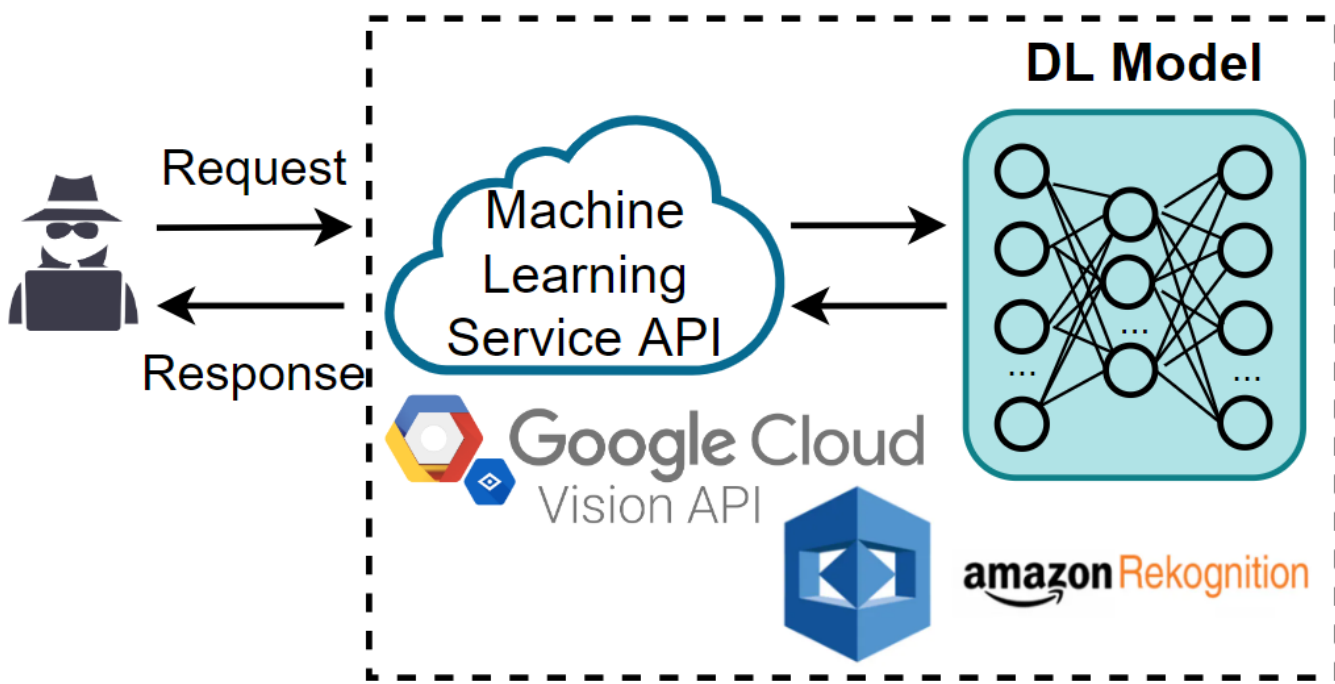 DL Model
Request
Machine
Learning
Service API
Response
...
...
...
Google Cloud
Vision API
amazon Rekognition